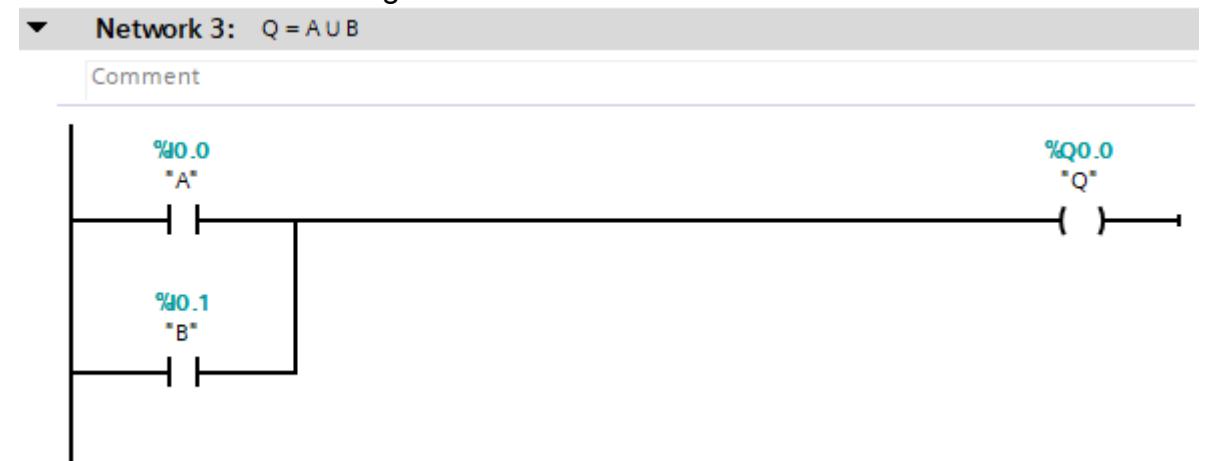 Network 3: Q = A U B
Comment
%I0.0 %Q0.0
"A" "Q"
%I0.1
"B"